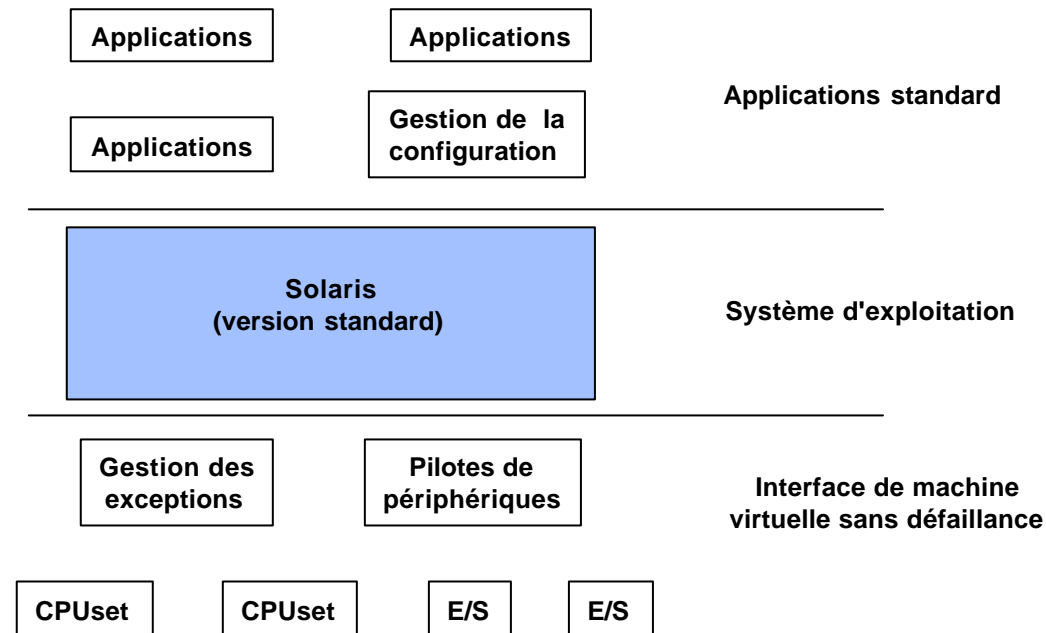 Applications
Applications
Applications standard
Applications
Gestion de la
configuration
Solaris
(version standard)
Système d'exploitation
Gestion des
exceptions
Pilotes de
périphériques
Interface de machine
virtuelle sans défaillance
CPUset
CPUset
E/S
E/S